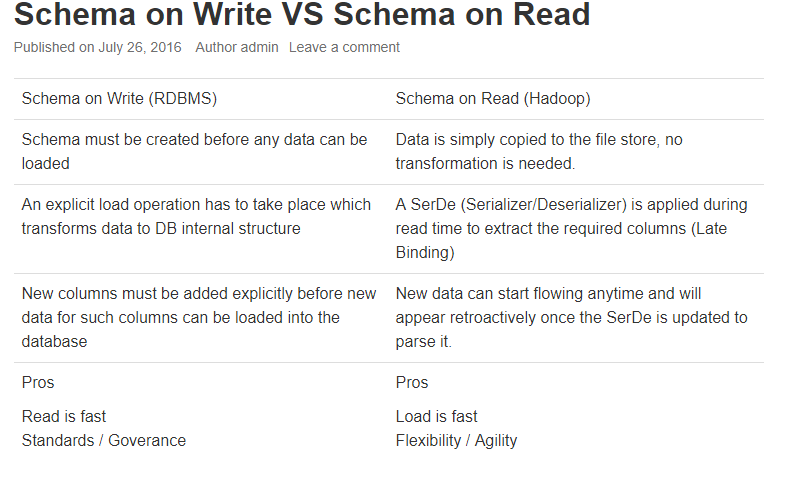 Schema on Write VS Schema on Read
Published on July 26, 2016 Author admin Leave a comment
Schema on Write (RDBMS)
Schema on Read (Hadoop)
Schema must be created before any data can be
loaded
Data is simply copied to the file store, no
transformation is needed.
An explicit load operation has to take place which
transforms data to DB internal structure
A SerDe (Serializer/Deserializer) is applied during
read time to extract the required columns (Late
Binding)
New columns must be added explicitly before new
data for such columns can be loaded into the
database
New data can start flowing anytime and will
appear retroactively once the SerDe is updated to
parse it.
Pros
Read is fast
Standards / Goverance
Pros
Load is fast
Flexibility / Agility